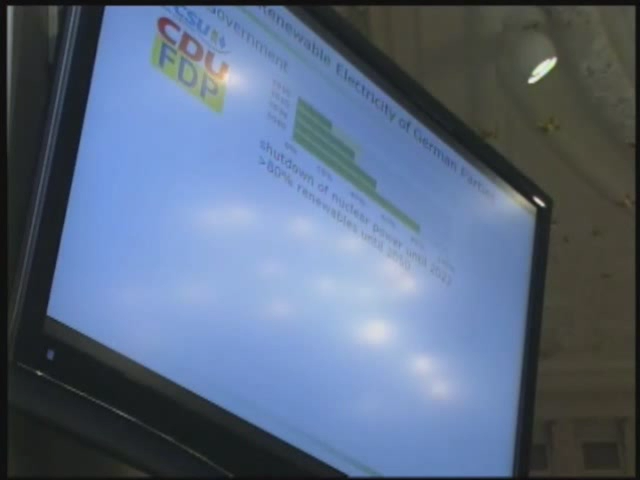 Renewable Electricity of German Parties
Government
CSU
CDU
FDP
shutdown of nuclear power until 2022
>80% renewables until 2050